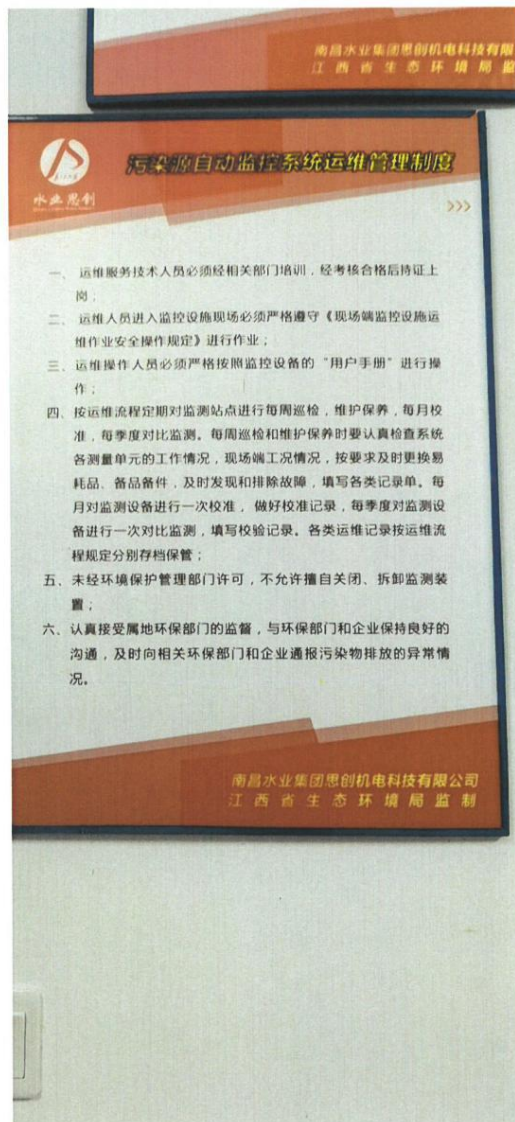 南昌水业集团思创机电科技有限
江西省生态环境局监
水业思创
污染源自动监控系统运维管理制度
>>>
一、运维服务技术人员必须经相关部门培训，经考核合格后持证上
岗；
二、运维人员进入监控设施现场必须严格遵守《现场端监控设施运
维作业安全操作规定》进行作业；
三、运维操作人员必须严格按照监控设备的“用户手册”进行操
作；
四、按运维流程定期对监测站点进行每周巡检，维护保养，每月校
准，每季度对比监测。每周巡检和维护保养时要认真检查系统
各测量单元的工作情况，现场端工况情况，按要求及时更换易
耗品、备品备件，及时发现和排除故障，填写各类记录单。每
月对监测设备进行一次校准，做好校准记录，每季度对监测设
备进行一次对比监测，填写校验记录。各类运维记录按运维流
程规定分别存档保管；
五、未经环境保护管理部门许可，不允许擅自关闭、拆卸监测装
置；
六、认真接受属地环保部门的监督，与环保部门和企业保持良好的
沟通，及时向相关环保部门和企业通报污染物排放的异常情
况。
南昌水业集团思创机电科技有限公司
江西省生态环境局监制